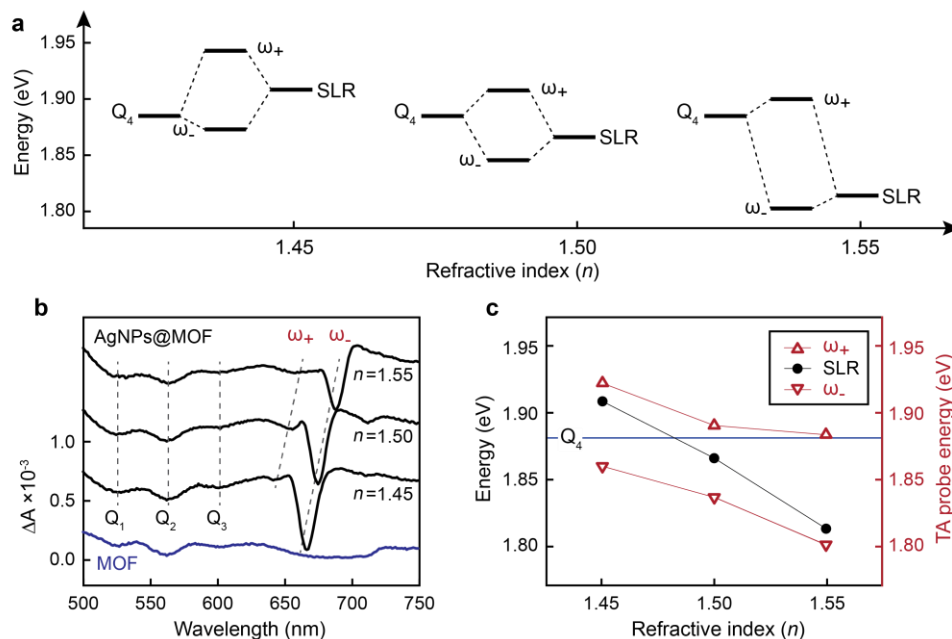 a
Energy (eV)
1.95
1.90
1.85
1.80
Q4
ω+
ω-
SLR
Q4
ω+
ω-
SLR
Q4
ω+
ω-
SLR
1.45
1.50
1.55
Refractive index (n)
b
AgNPs@MOF
ω+
ω-
n=1.55
n=1.50
n=1.45
Q1
Q2
Q3
MOF
ΔA ×10⁻³
1.0
0.5
0.0
500
550
600
650
700
750
Wavelength (nm)
c
ω+
SLR
ω-
Q4
Energy (eV)
1.95
1.90
1.85
1.80
1.95
1.90
1.85
1.80
TA probe energy (eV)
1.45
1.50
1.55
Refractive index (n)